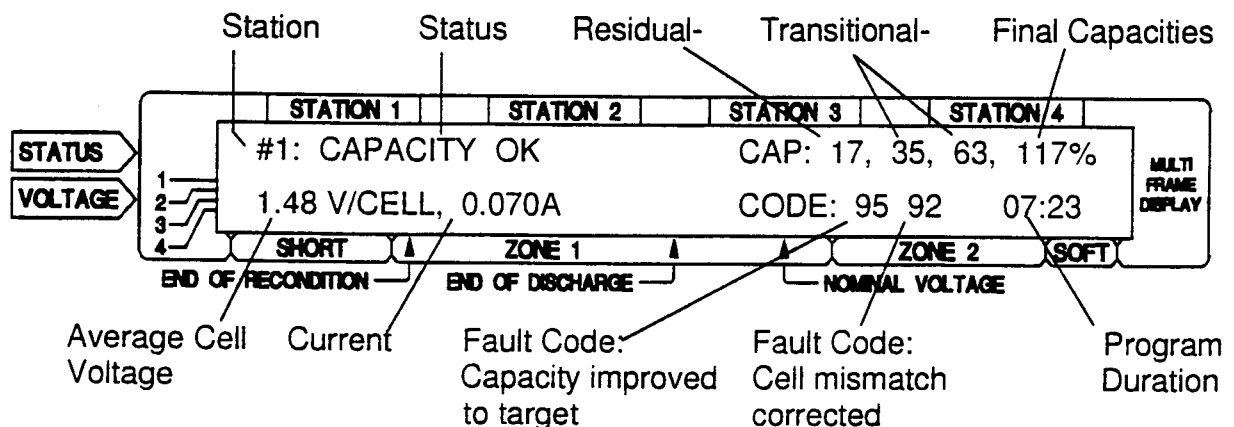 Station Status Residual- Transitional- Final Capacities
STATION 1 STATION 2 STATION 3 STATION 4
STATUS #1: CAPACITY OK CAP: 17, 35, 63, 117%
MULTI
FRAME
DISPLAY
1
VOLTAGE 2 1.48 V/CELL, 0.070A CODE: 95 92 07:23
3
4
SHORT ZONE 1 ZONE 2 SOFT
END OF RECONDITION END OF DISCHARGE NOMINAL VOLTAGE
Average Cell
Voltage
Current
Fault Code:
Capacity improved
to target
Fault Code:
Cell mismatch
corrected
Program
Duration